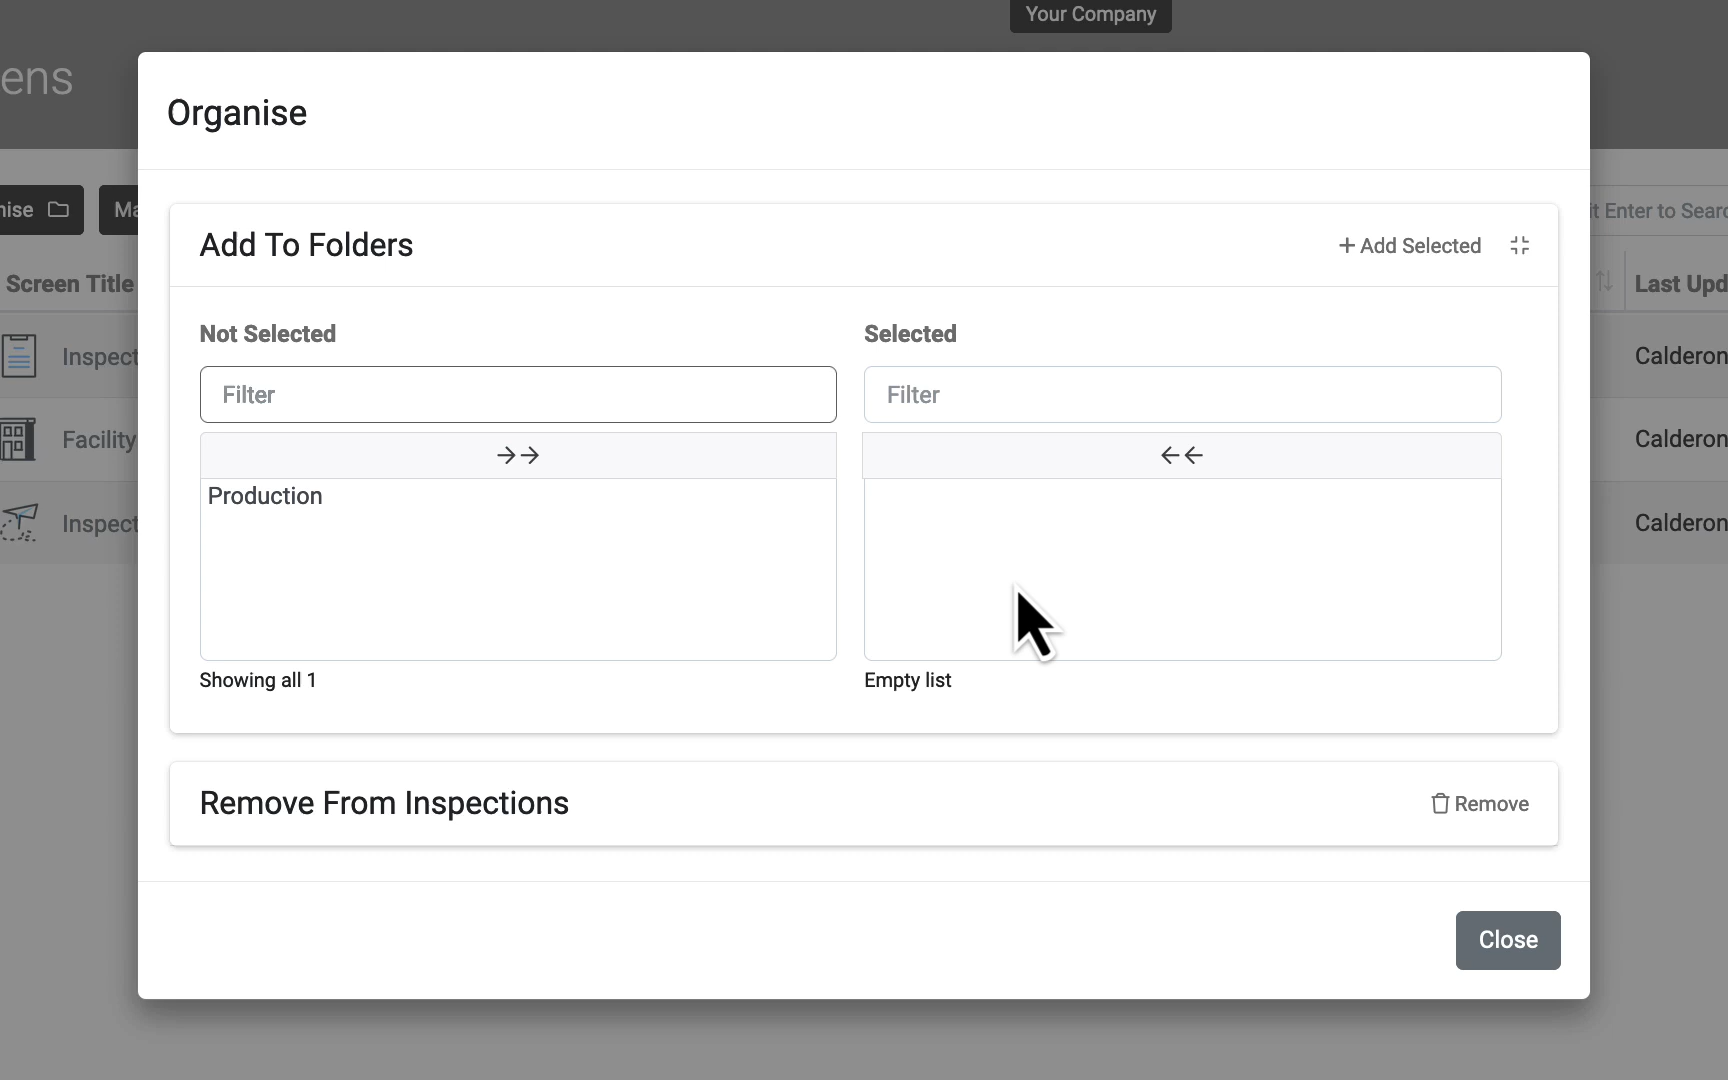 Your Company
ens
Organise
nise
Ma
it Enter to Searc
Add To Folders
+ Add Selected
Screen Title
Last Upd
Not Selected
Selected
Inspect
Calderon
Filter
Filter
Facility
Calderon
Production
Inspect
Calderon
Showing all 1
Empty list
Remove From Inspections
Remove
Close